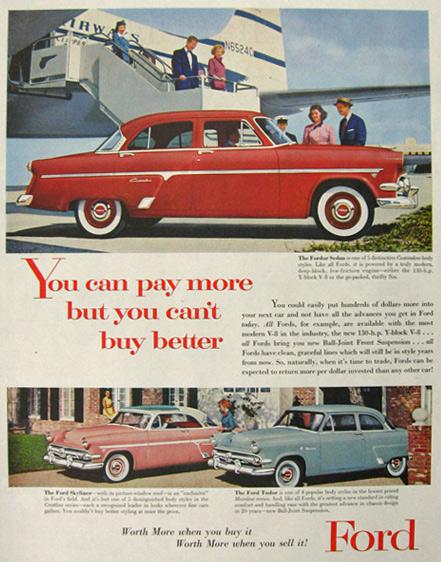 AIRWAYS
CLIPPER
N6524C
Crestline
The Fordor Sedan is one of 5 distinctive Crestline body
styles. Like all Fords, it is powered by a truly modern,
deep-block, low-friction engine—either the 130-h.p.
Y-block V-8 or the go-packed, thrifty Six.
You can pay more
but you can't
buy better
You could easily put hundreds of dollars more into
your next car and not have all the advances you get in Ford
today. All Fords, for example, are available with the most
modern V-8 in the industry, the new 130-h.p. Y-block V-8 . . .
all Fords bring you new Ball-Joint Front Suspension . . . all
Ford have clean, graceful lines which will still be in style years
from now. So, naturally, when it's time to trade, Fords can be
expected to return more per dollar invested than any other car!
The Ford Skyliner—with its picture-window roof—is an "exclusive"
in Ford's field. And it's but one of 5 distinguished body styles in the
Crestline series—each a recognized leader in looks wherever fine cars
gather. You couldn't buy better styling at twice the price.
The Ford Tudor is one of 4 popular body styles in the lowest priced
Mainline series. And, like all Fords, it's setting a new standard in riding
comfort and handling ease with the greatest advance in chassis design
in 20 years—new Ball-Joint Suspension.
Worth More when you buy it
Worth More when you sell it!
Ford